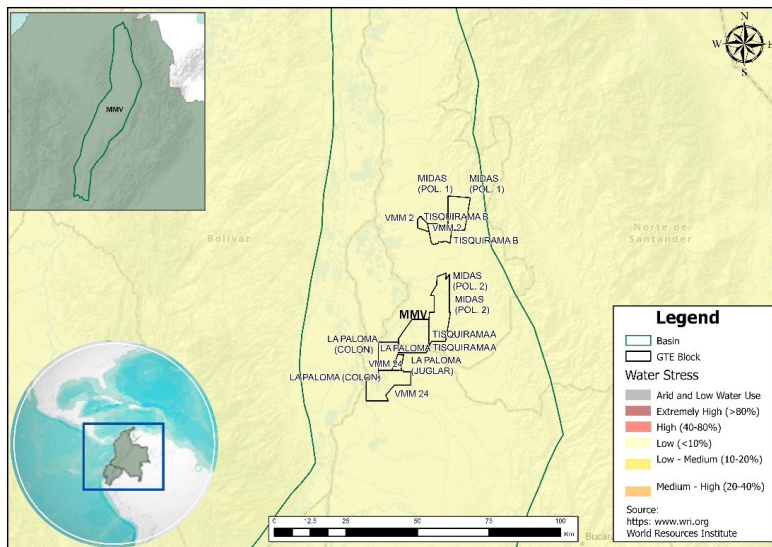 MMV
N
W
E
S
Bolívar
Norte de
Santander
MIDAS
(POL. 1)
MIDAS
(POL. 1)
VMM 2
TISQUIRAMA B
VMM 2
TISQUIRAMA B
MIDAS
(POL. 2)
MIDAS
(POL. 2)
MMV
TISQUIRAMA A
LA PALOMA
(COLON)
LA PALOMA
TISQUIRAMA A
VMM 24
LA PALOMA
(JUGLAR)
LA PALOMA (COLON)
VMM 24
Legend
Basin
GTE Block
Water Stress
Arid and Low Water Use
Extremely High (>80%)
High (40-80%)
Low (<10%)
Low - Medium (10-20%)
Medium - High (20-40%)
Source:
https: www.wri.org
World Resources Institute
0 12.5 25 50 75 100
Km